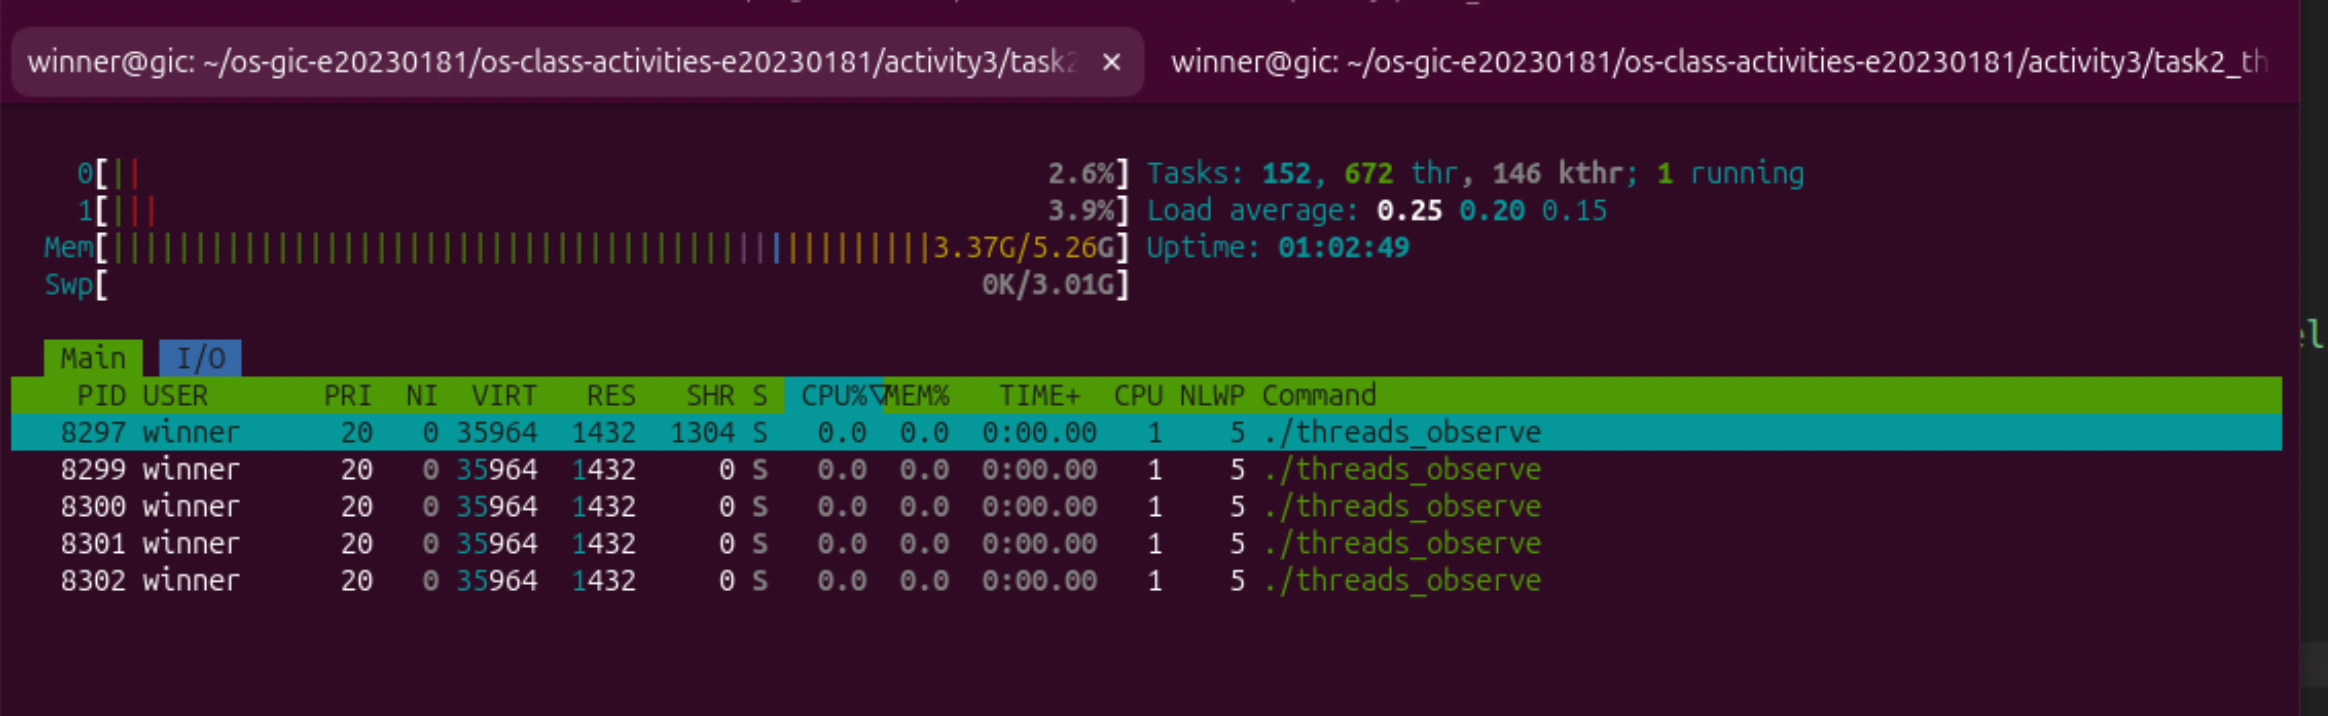 winner@gic: ~/os-gic-e20230181/os-class-activities-e20230181/activity3/task2 × winner@gic: ~/os-gic-e20230181/os-class-activities-e20230181/activity3/task2_th
0[||| 2.6%] Tasks: 152, 672 thr, 146 kthr; 1 running
1[||| 3.9%] Load average: 0.25 0.20 0.15
Mem[||||||||||||||||||||||||||||||||||||||||||||||||||3.37G/5.26G] Uptime: 01:02:49
Swp[ 0K/3.01G]
Main I/O
PID USER PRI NI VIRT RES SHR S CPU%▽MEM% TIME+ CPU NLWP Command
8297 winner 20 0 35964 1432 1304 S 0.0 0.0 0:00.00 1 5 ./threads_observe
8299 winner 20 0 35964 1432 0 S 0.0 0.0 0:00.00 1 5 ./threads_observe
8300 winner 20 0 35964 1432 0 S 0.0 0.0 0:00.00 1 5 ./threads_observe
8301 winner 20 0 35964 1432 0 S 0.0 0.0 0:00.00 1 5 ./threads_observe
8302 winner 20 0 35964 1432 0 S 0.0 0.0 0:00.00 1 5 ./threads_observe